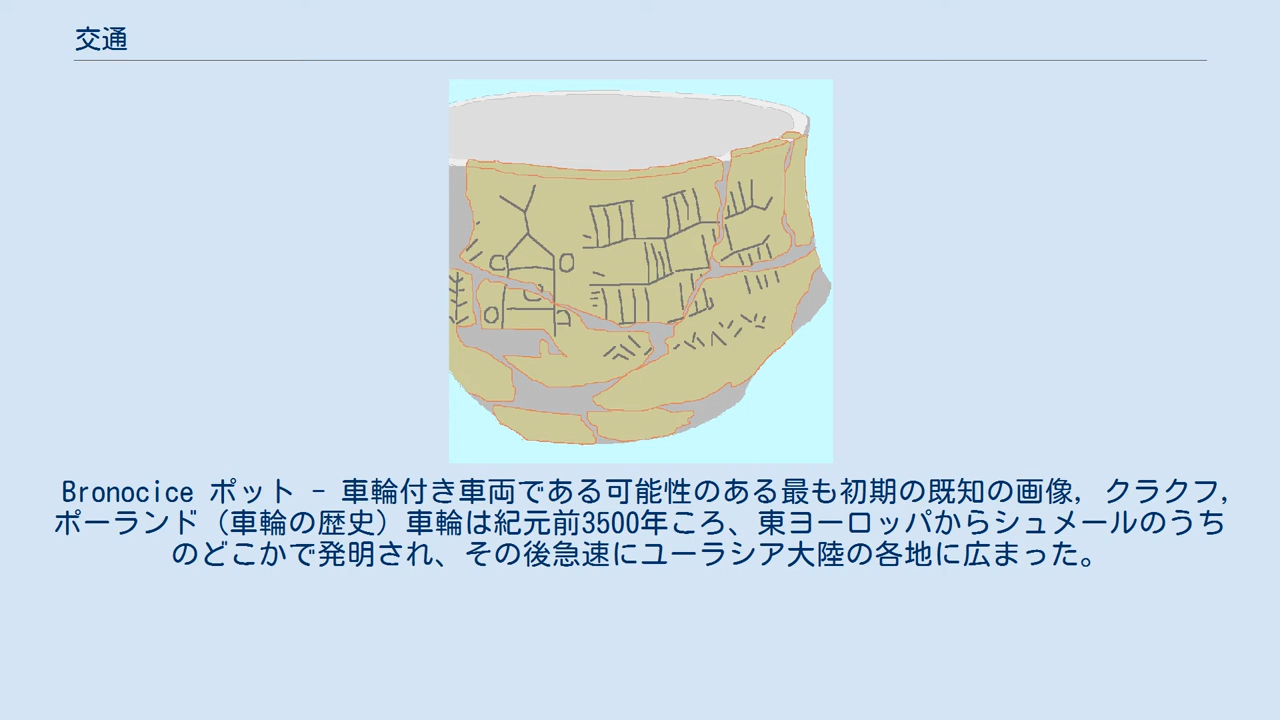 交通
Bronocice ポット - 車輪付き車両である可能性のある最も初期の既知の画像, クラクフ,
ポーランド（車輪の歴史）車輪は紀元前3500年ころ、東ヨーロッパからシュメールのうち
のどこかで発明され、その後急速にユーラシア大陸の各地に広まった。